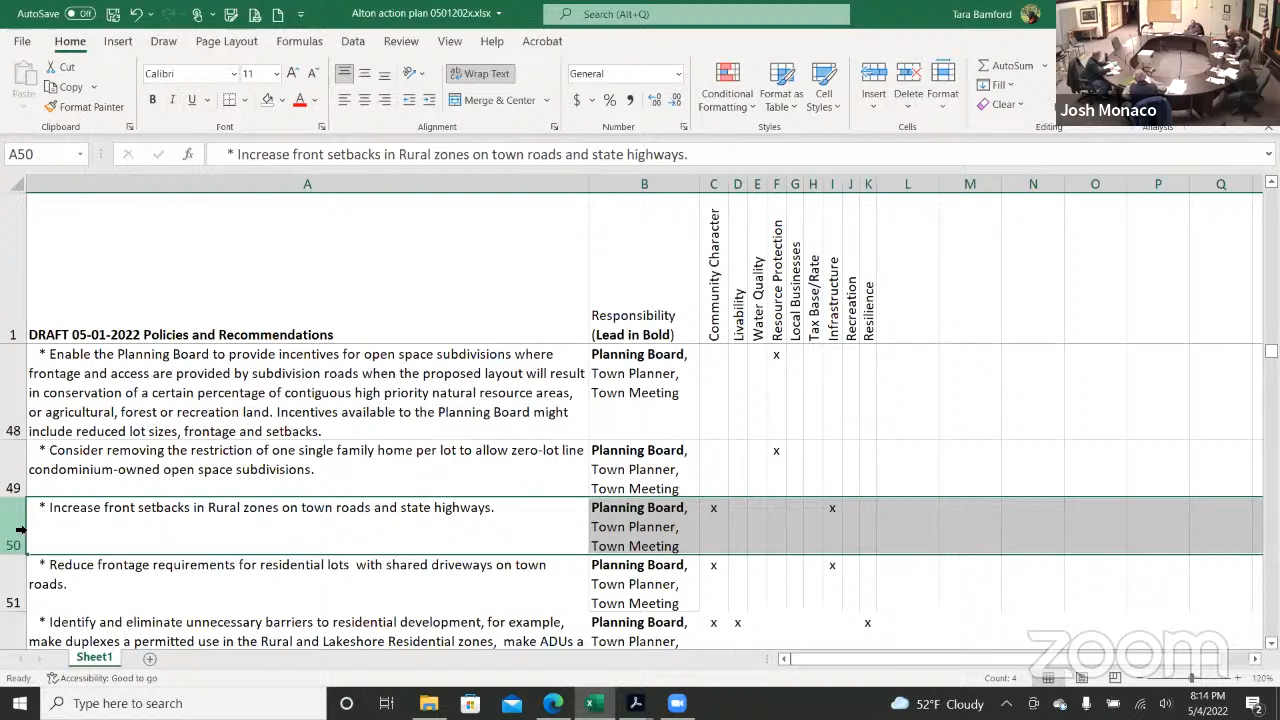 AutoSave Off Alton action plan 0501202x.xlsx Search (Alt+Q) Tara Bamford
File Home Insert Draw Page Layout Formulas Data Review View Help Acrobat
Paste Cut Copy Format Painter Clipboard
Calibri 11 B I U Font
Wrap Text Merge & Center Alignment
General $ % Number
Conditional Formatting Format as Table Cell Styles Styles
Insert Delete Format Cells
AutoSum Fill Clear Editing
Analysis
Josh Monaco
A50 fx * Increase front setbacks in Rural zones on town roads and state highways.
A B C D E F G H I J K L M N O P Q
1 DRAFT 05-01-2022 Policies and Recommendations
Responsibility
(Lead in Bold)
Community Character
Livability
Water Quality
Resource Protection
Local Businesses
Tax Base/Rate
Infrastructure
Recreation
Resilience
* Enable the Planning Board to provide incentives for open space subdivisions where Planning Board, x
frontage and access are provided by subdivision roads when the proposed layout will result Town Planner,
in conservation of a certain percentage of contiguous high priority natural resource areas, Town Meeting
or agricultural, forest or recreation land. Incentives available to the Planning Board might
48 include reduced lot sizes, frontage and setbacks.
* Consider removing the restriction of one single family home per lot to allow zero-lot line Planning Board, x
condominium-owned open space subdivisions. Town Planner,
49 Town Meeting
* Increase front setbacks in Rural zones on town roads and state highways. Planning Board, x x
Town Planner,
50 Town Meeting
* Reduce frontage requirements for residential lots with shared driveways on town Planning Board, x x
roads. Town Planner,
51 Town Meeting
* Identify and eliminate unnecessary barriers to residential development, for example, Planning Board, x x x
make duplexes a permitted use in the Rural and Lakeshore Residential zones, make ADUs a Town Planner,
Sheet1
zoom
Ready Accessibility: Good to go Count: 4 120%
Type here to search 52°F Cloudy 8:14 PM
5/4/2022 2